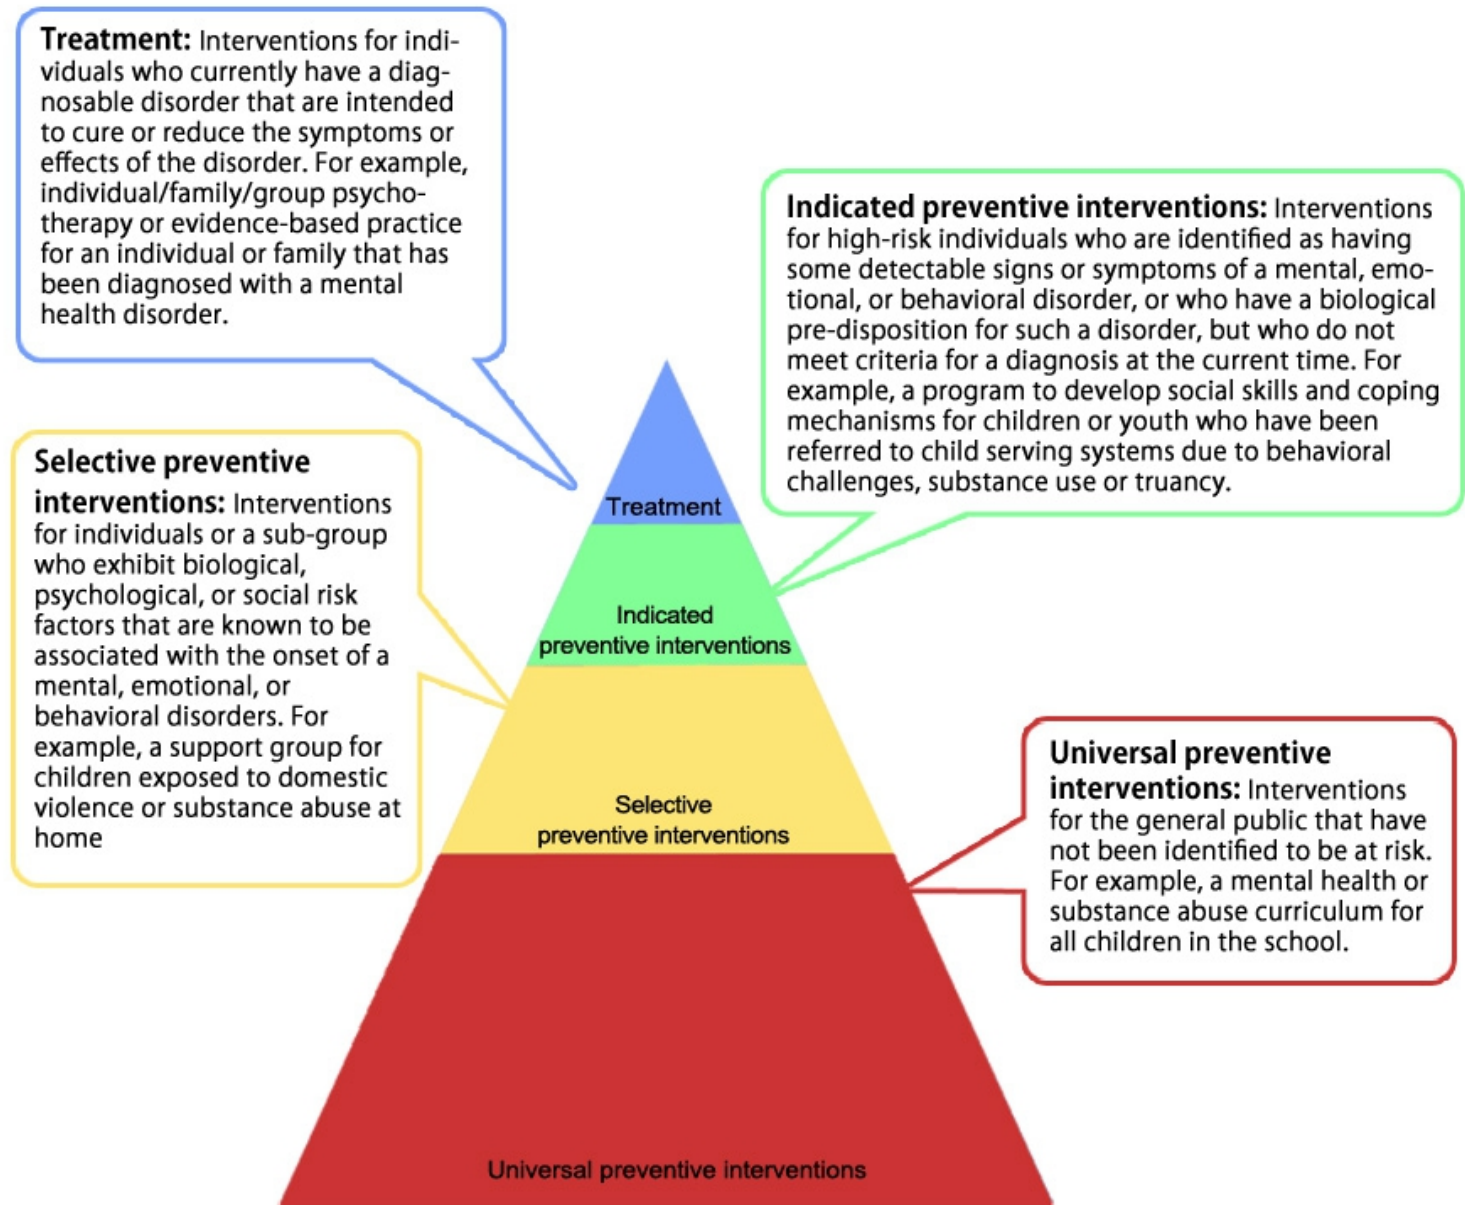 Treatment: Interventions for indi-
viduals who currently have a diag-
nosable disorder that are intended
to cure or reduce the symptoms or
effects of the disorder. For example,
individual/family/group psycho-
therapy or evidence-based practice
for an individual or family that has
been diagnosed with a mental
health disorder.
Indicated preventive interventions: Interventions
for high-risk individuals who are identified as having
some detectable signs or symptoms of a mental, emo-
tional, or behavioral disorder, or who have a biological
pre-disposition for such a disorder, but who do not
meet criteria for a diagnosis at the current time. For
example, a program to develop social skills and coping
mechanisms for children or youth who have been
referred to child serving systems due to behavioral
challenges, substance use or truancy.
Selective preventive
interventions: Interventions
for individuals or a sub-group
who exhibit biological,
psychological, or social risk
factors that are known to be
associated with the onset of a
mental, emotional, or
behavioral disorders. For
example, a support group for
children exposed to domestic
violence or substance abuse at
home
Treatment
Indicated
preventive interventions
Selective
preventive interventions
Universal preventive
interventions: Interventions
for the general public that have
not been identified to be at risk.
For example, a mental health or
substance abuse curriculum for
all children in the school.
Universal preventive interventions